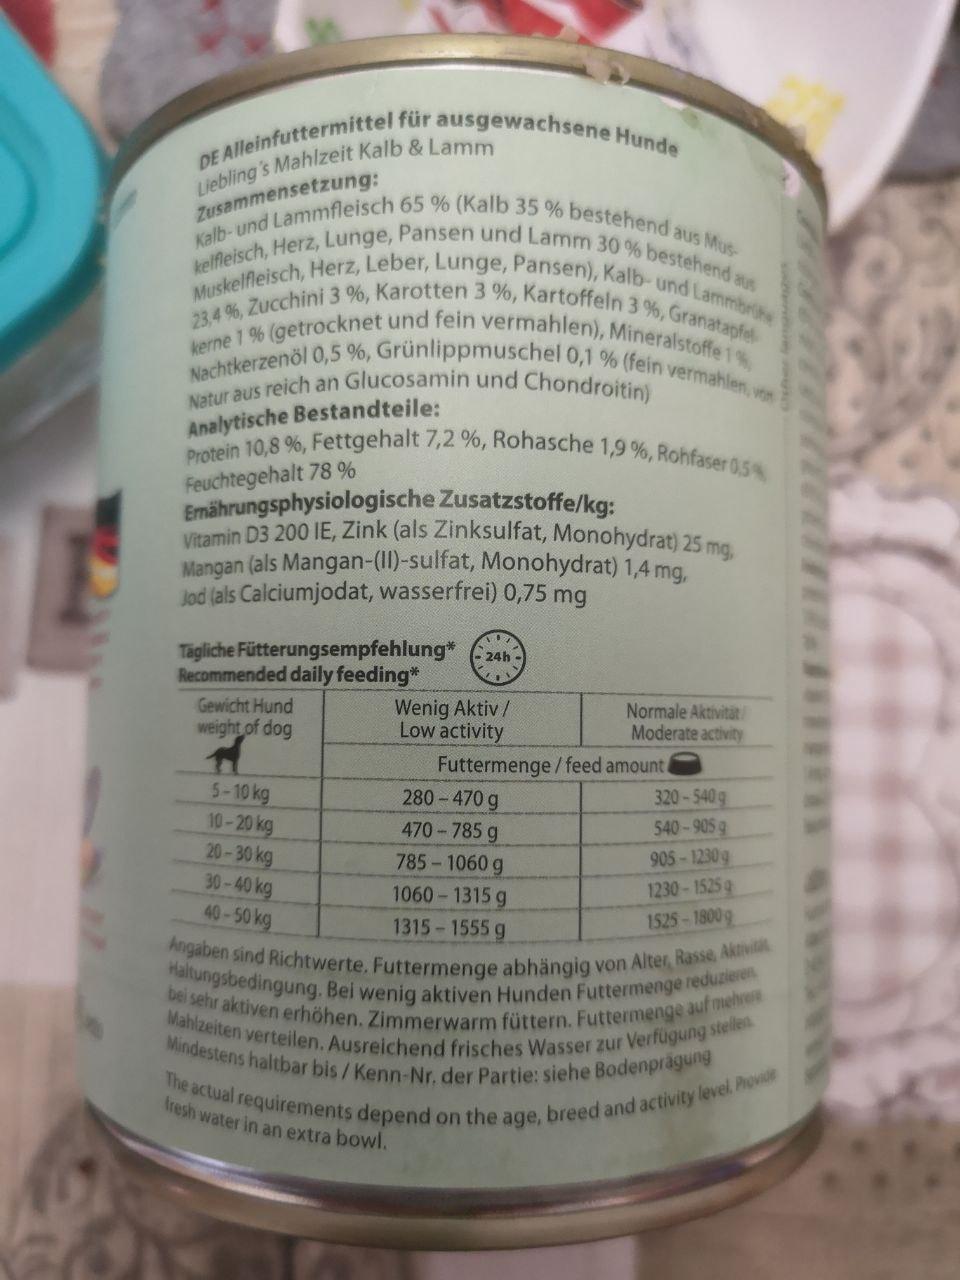 DE Alleinfuttermittel für ausgewachsene Hunde
Liebling's Mahlzeit Kalb & Lamm
Zusammensetzung:
Kalb- und Lammfleisch 65 % (Kalb 35 % bestehend aus Mus-
kelfleisch, Herz, Lunge, Pansen und Lamm 30 % bestehend aus
Muskelfleisch, Herz, Leber, Lunge, Pansen), Kalb- und Lammbrühe
23,4 %, Zucchini 3 %, Karotten 3 %, Kartoffeln 3 %, Granatapfel-
kerne 1 % (getrocknet und fein vermahlen), Mineralstoffe 1 %,
Nachtkerzenöl 0,5 %, Grünlippmuschel 0,1 % (fein vermahlen, von
Natur aus reich an Glucosamin und Chondroitin)
Analytische Bestandteile:
Protein 10,8 %, Fettgehalt 7,2 %, Rohasche 1,9 %, Rohfaser 0,5 %
Feuchtegehalt 78 %
Ernährungsphysiologische Zusatzstoffe/kg:
Vitamin D3 200 IE, Zink (als Zinksulfat, Monohydrat) 25 mg,
Mangan (als Mangan-(II)-sulfat, Monohydrat) 1,4 mg,
Jod (als Calciumjodat, wasserfrei) 0,75 mg
Tägliche Fütterungsempfehlung*
Recommended daily feeding*
24h
Gewicht Hund
weight of dog
Wenig Aktiv /
Low activity
Normale Aktivität /
Moderate activity
Futtermenge / feed amount
5 - 10 kg 280 – 470 g 320 - 540 g
10 - 20 kg 470 – 785 g 540 - 905 g
20 - 30 kg 785 – 1060 g 905 - 1230 g
30 - 40 kg 1060 – 1315 g 1230 - 1525 g
40 - 50 kg 1315 – 1555 g 1525 - 1800 g
Angaben sind Richtwerte. Futtermenge abhängig von Alter, Rasse, Aktivität,
Haltungsbedingung. Bei wenig aktiven Hunden Futtermenge reduzieren,
bei sehr aktiven erhöhen. Zimmerwarm füttern. Futtermenge auf mehrere
Mahlzeiten verteilen. Ausreichend frisches Wasser zur Verfügung stellen.
Mindestens haltbar bis / Kenn-Nr. der Partie: siehe Bodenprägung
The actual requirements depend on the age, breed and activity level. Provide
fresh water in an extra bowl.